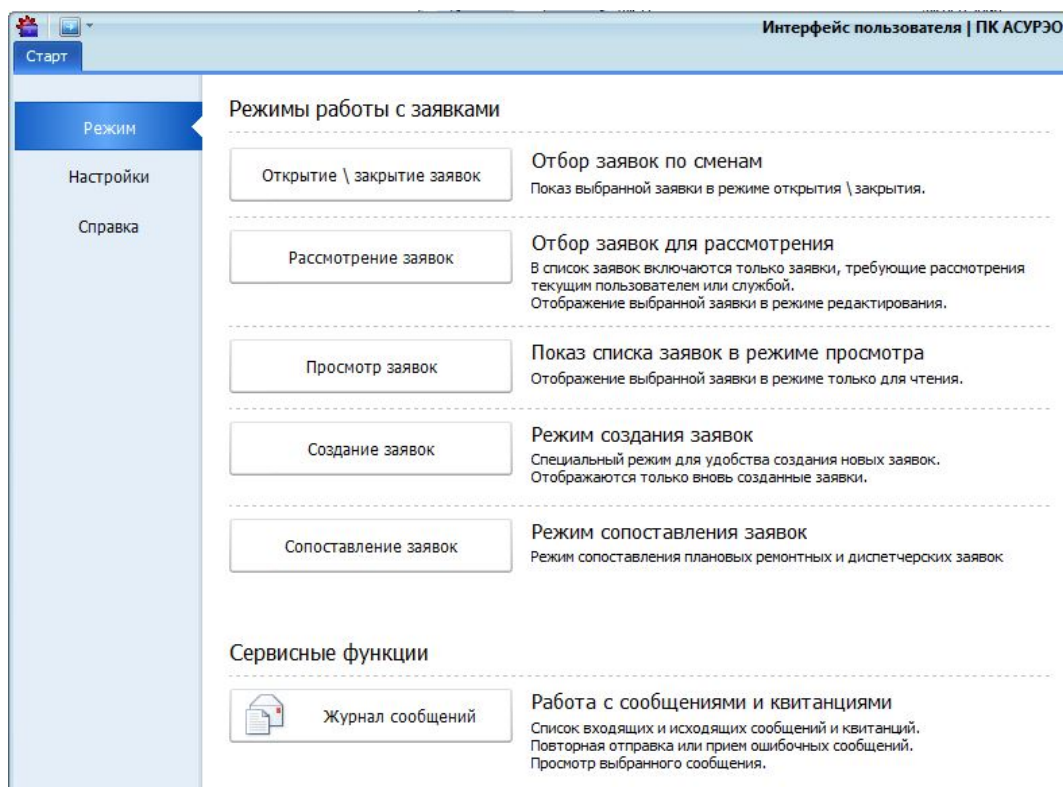 Интерфейс пользователя | ПК АСУРЭО
Старт
Режим
Настройки
Справка
Режимы работы с заявками
Открытие \ закрытие заявок
Отбор заявок по сменам
Показ выбранной заявки в режиме открытия \ закрытия.
Рассмотрение заявок
Отбор заявок для рассмотрения
В список заявок включаются только заявки, требующие рассмотрения
текущим пользователем или службой.
Отображение выбранной заявки в режиме редактирования.
Просмотр заявок
Показ списка заявок в режиме просмотра
Отображение выбранной заявки в режиме только для чтения.
Создание заявок
Режим создания заявок
Специальный режим для удобства создания новых заявок.
Отображаются только вновь созданные заявки.
Сопоставление заявок
Режим сопоставления заявок
Режим сопоставления плановых ремонтных и диспетчерских заявок
Сервисные функции
Журнал сообщений
Работа с сообщениями и квитанциями
Список входящих и исходящих сообщений и квитанций.
Повторная отправка или прием ошибочных сообщений.
Просмотр выбранного сообщения.